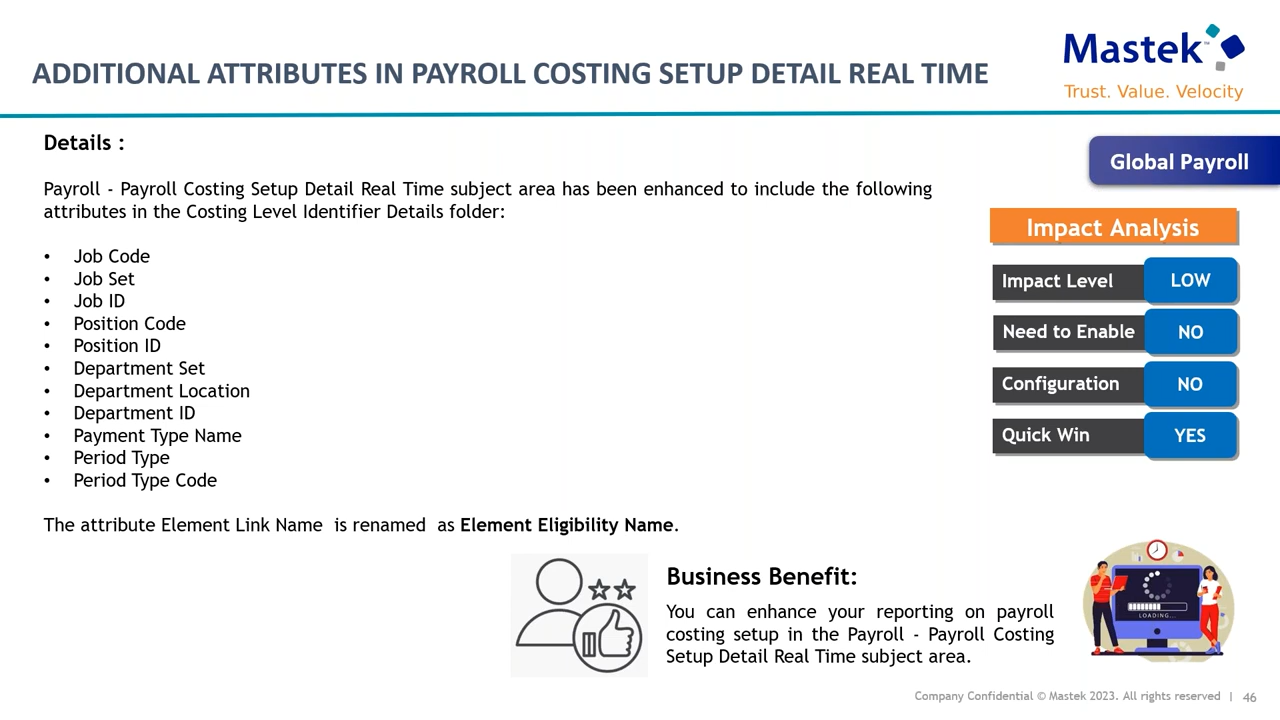 ADDITIONAL ATTRIBUTES IN PAYROLL COSTING SETUP DETAIL REAL TIME
Mastek™
Trust. Value. Velocity
Details :
Payroll - Payroll Costing Setup Detail Real Time subject area has been enhanced to include the following
attributes in the Costing Level Identifier Details folder:
• Job Code
• Job Set
• Job ID
• Position Code
• Position ID
• Department Set
• Department Location
• Department ID
• Payment Type Name
• Period Type
• Period Type Code
The attribute Element Link Name is renamed as Element Eligibility Name.
Global Payroll
Impact Analysis
Impact Level LOW
Need to Enable NO
Configuration NO
Quick Win YES
Business Benefit:
You can enhance your reporting on payroll
costing setup in the Payroll - Payroll Costing
Setup Detail Real Time subject area.
LOADING...
Company Confidential © Mastek 2023. All rights reserved | 46